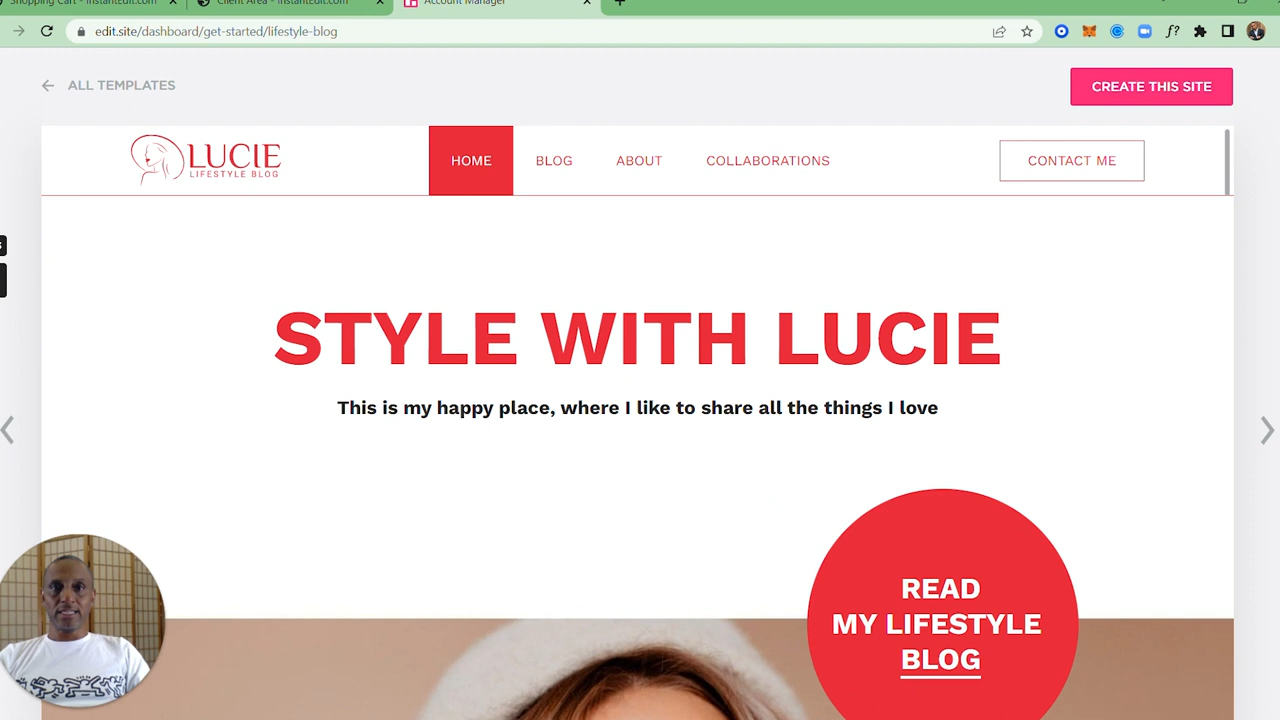 Shopping Cart - InstantEdit.com
Client Area - InstantEdit.com
Account Manager
edit.site/dashboard/get-started/lifestyle-blog
f?
ALL TEMPLATES
CREATE THIS SITE
LUCIE
LIFESTYLE BLOG
HOME
BLOG
ABOUT
COLLABORATIONS
CONTACT ME
STYLE WITH LUCIE
This is my happy place, where I like to share all the things I love
READ
MY LIFESTYLE
BLOG